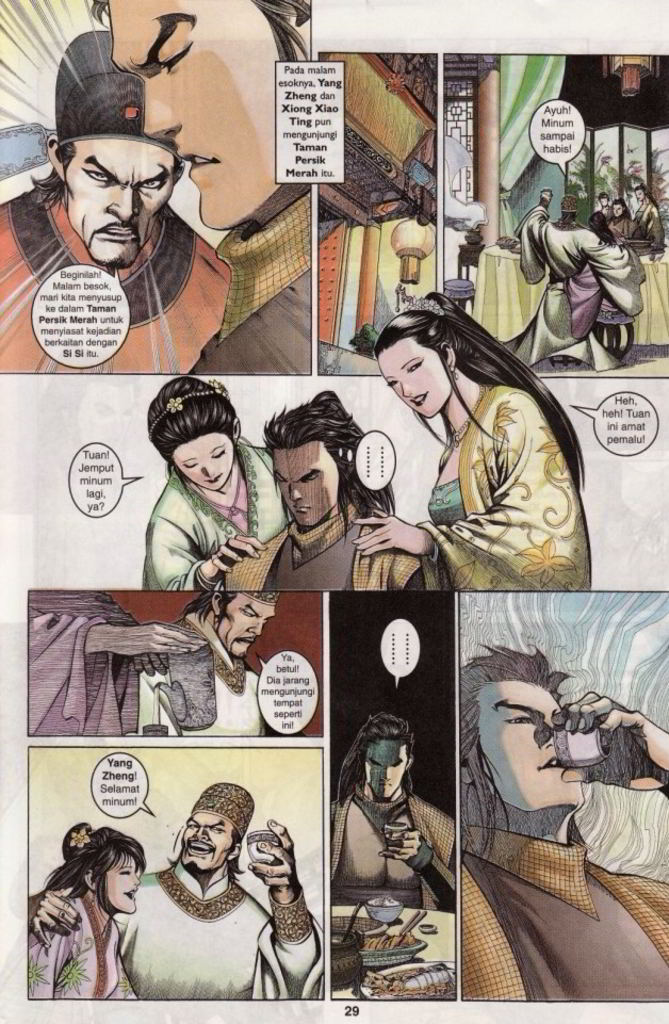 Beginilah!
Malam besok,
mari kita menyusup
ke dalam Taman
Persik Merah untuk
menyiasat kejadian
berkaitan dengan
Si Si itu.
Pada malam
esoknya, Yang
Zheng dan
Xiong Xiao
Ting pun
mengunjungi
Taman
Persik
Merah itu.
Ayuh!
Minum
sampai
habis!
Tuan!
Jemput
minum
lagi,
ya?
Heh,
heh! Tuan
ini amat
pemalu!
Ya,
betul!
Dia jarang
mengunjungi
tempat
seperti
ini!
Yang
Zheng!
Selamat
minum!
29